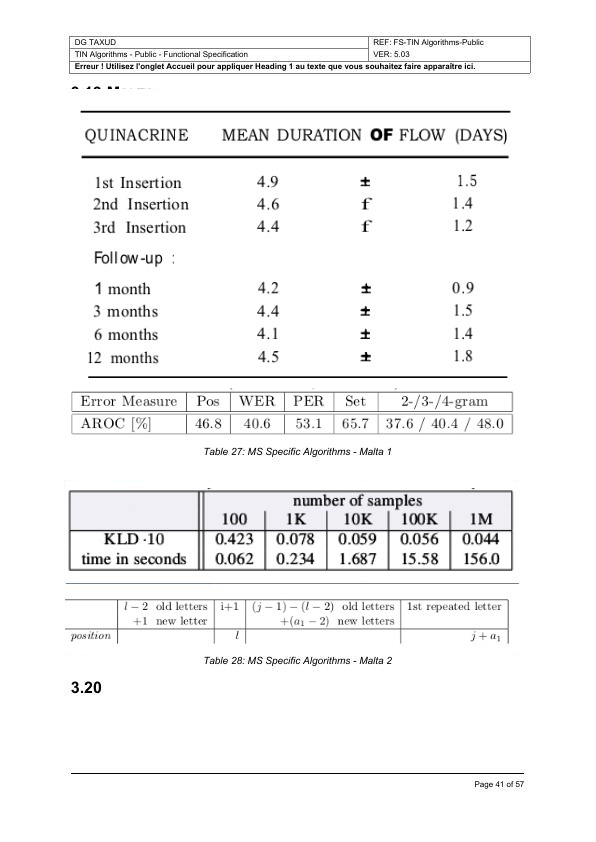 DG TAXUD REF: FS-TIN Algorithms-Public
TIN Algorithms - Public - Functional Specification VER: 5.03
Erreur ! Utilisez l'onglet Accueil pour appliquer Heading 1 au texte que vous souhaitez faire apparaître ici.
QUINACRINE MEAN DURATION OF FLOW (DAYS)
1st Insertion 4.9 ± 1.5
2nd Insertion 4.6 f 1.4
3rd Insertion 4.4 f 1.2
Follow-up :
1 month 4.2 ± 0.9
3 months 4.4 ± 1.5
6 months 4.1 ± 1.4
12 months 4.5 ± 1.8
Error Measure Pos WER PER Set 2-/3-/4-gram
AROC [%] 46.8 40.6 53.1 65.7 37.6 / 40.4 / 48.0
Table 27: MS Specific Algorithms - Malta 1
number of samples
100 1K 10K 100K 1M
KLD ·10 0.423 0.078 0.059 0.056 0.044
time in seconds 0.062 0.234 1.687 15.58 156.0
l − 2 old letters i+1 (j − 1) − (l − 2) old letters 1st repeated letter
+1 new letter +(a₁ − 2) new letters
position l j + a₁
Table 28: MS Specific Algorithms - Malta 2
3.20
Page 41 of 57